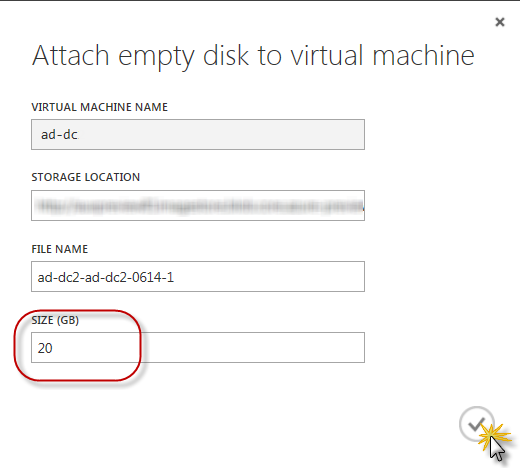 Attach empty disk to virtual machine
VIRTUAL MACHINE NAME
ad-dc
STORAGE LOCATION
FILE NAME
ad-dc2-ad-dc2-0614-1
SIZE (GB)
20